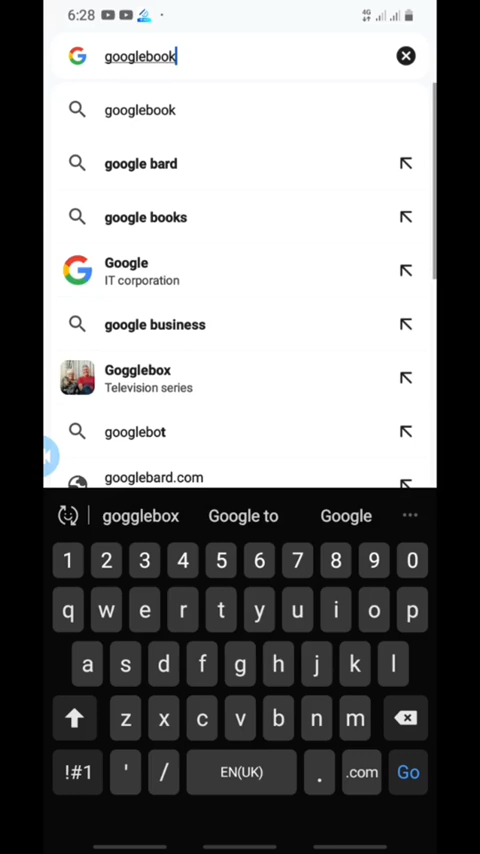 6:28
4G
googlebook
googlebook
google bard
google books
Google
IT corporation
google business
Gogglebox
Television series
googlebot
googlebard.com
gogglebox Google to Google
1 2 3 4 5 6 7 8 9 0
q w e r t y u i o p
a s d f g h j k l
z x c v b n m
!#1 ' / EN(UK) . .com Go